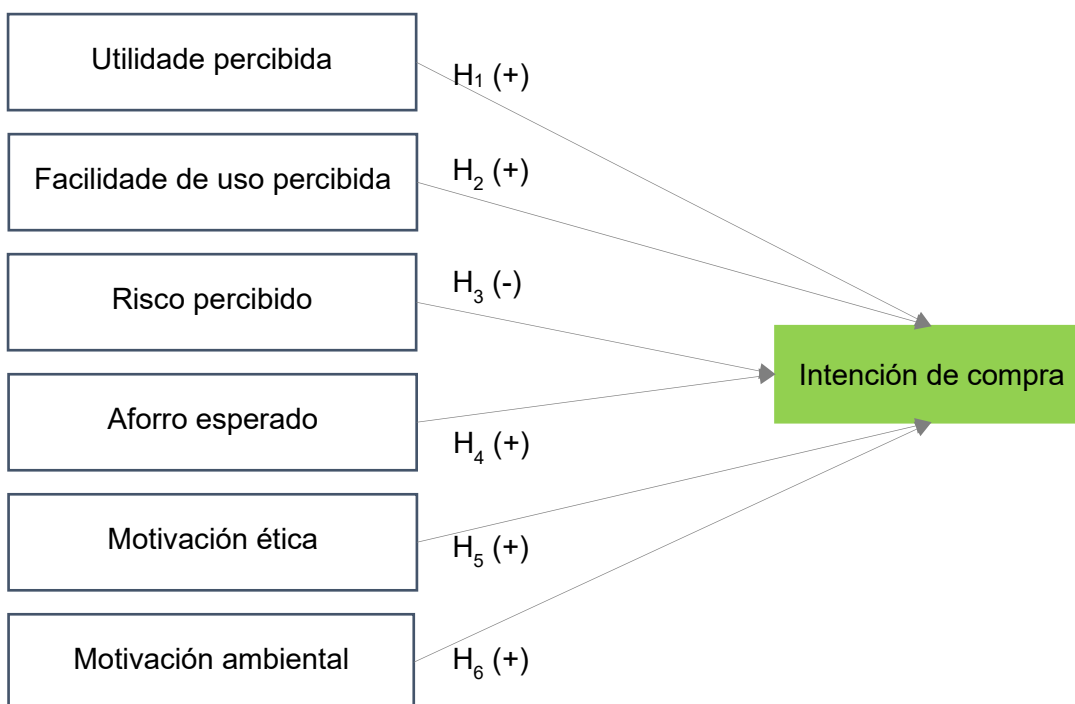 Utilidade percibida
H₁ (+)
Facilidade de uso percibida
H₂ (+)
Risco percibido
H₃ (-)
Intención de compra
Aforro esperado
H₄ (+)
Motivación ética
H₅ (+)
Motivación ambiental
H₆ (+)